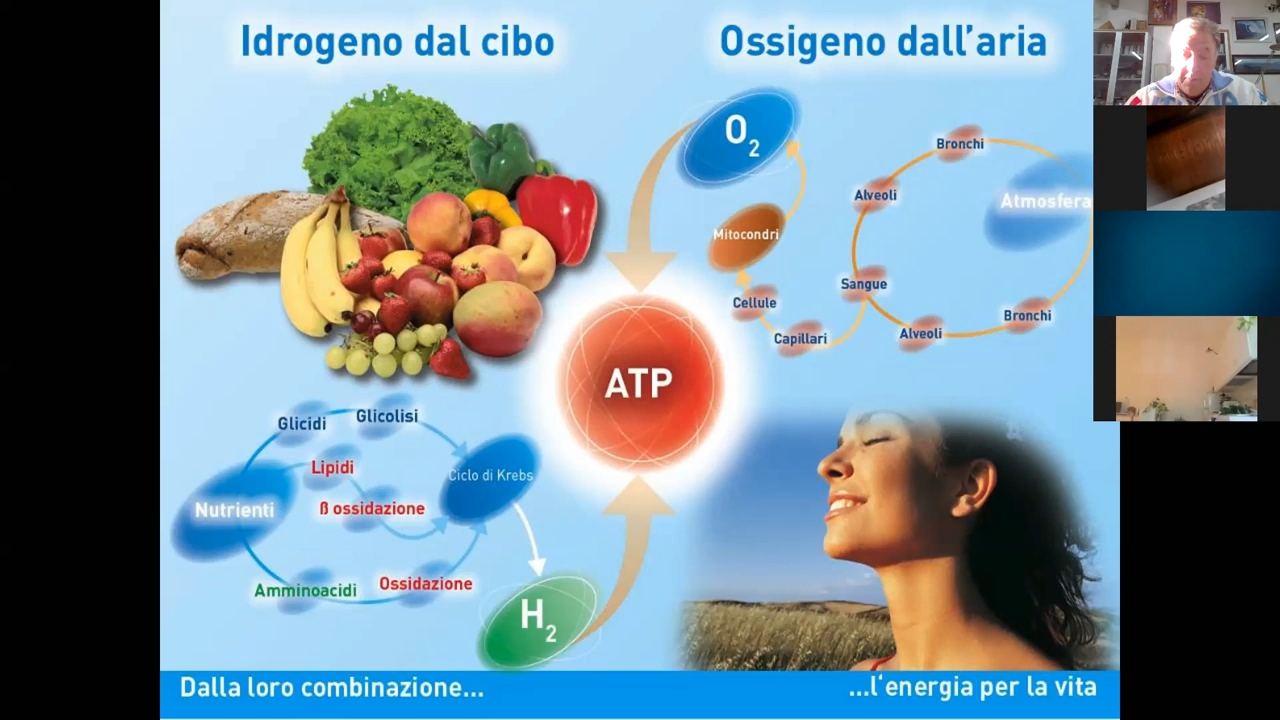 Idrogeno dal cibo
Ossigeno dall'aria
O2
Bronchi
Alveoli
Atmosfera
Mitocondri
Sangue
Cellule
Bronchi
Alveoli
Capillari
ATP
Glicidi
Glicolisi
Lipidi
Ciclo di Krebs
Nutrienti
ß ossidazione
Amminoacidi
Ossidazione
H2
Dalla loro combinazione...
...l'energia per la vita